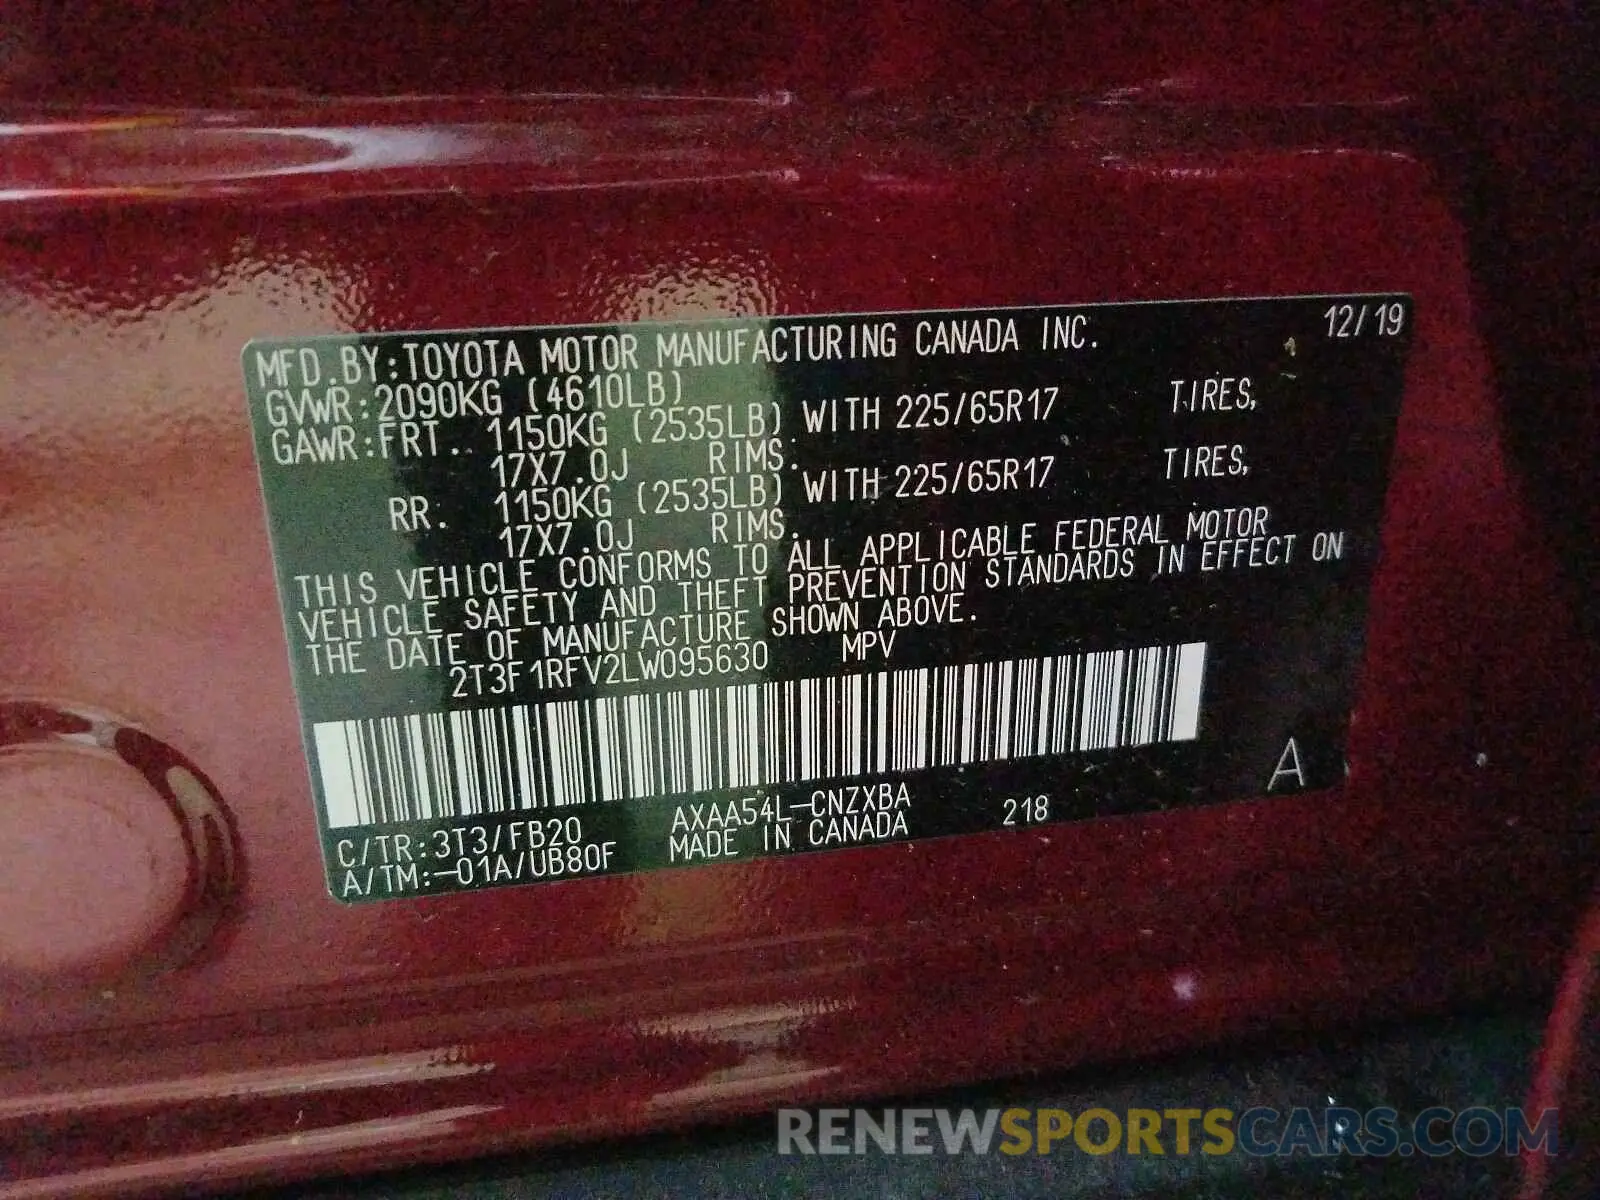 MFD.BY:TOYOTA MOTOR MANUFACTURING CANADA INC. 12/19
GVWR:2090KG (4610LB)
GAWR:FRT. 1150KG (2535LB) WITH 225/65R17 TIRES,
17X7.0J RIMS.
RR: 1150KG (2535LB) WITH 225/65R17 TIRES,
17X7.0J RIMS.
THIS VEHICLE CONFORMS TO ALL APPLICABLE FEDERAL MOTOR
VEHICLE SAFETY AND THEFT PREVENTION STANDARDS IN EFFECT ON
THE DATE OF MANUFACTURE SHOWN ABOVE.
2T3F1RFV2LW095630 MPV
A
C/TR:3T3/FB20 AXAA54L-CNZXBA 218
A/TM:-01A/UB80F MADE IN CANADA
RENEWSPORTSCARS.COM